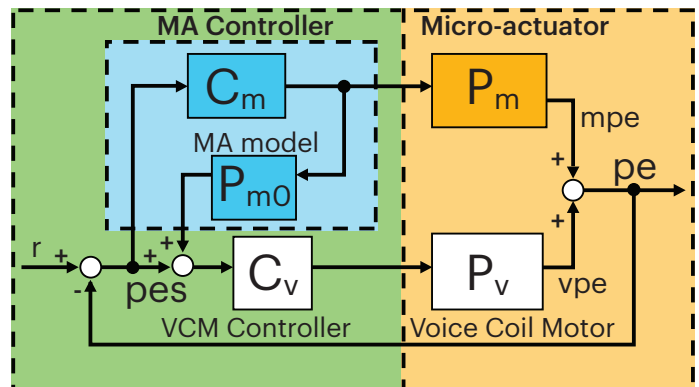 MA Controller
Micro-actuator
Cm
Pm
MA model
mpe
Pm0
+
pe
r
+
+
+
+
-
pes
Cv
Pv
vpe
VCM Controller
Voice Coil Motor